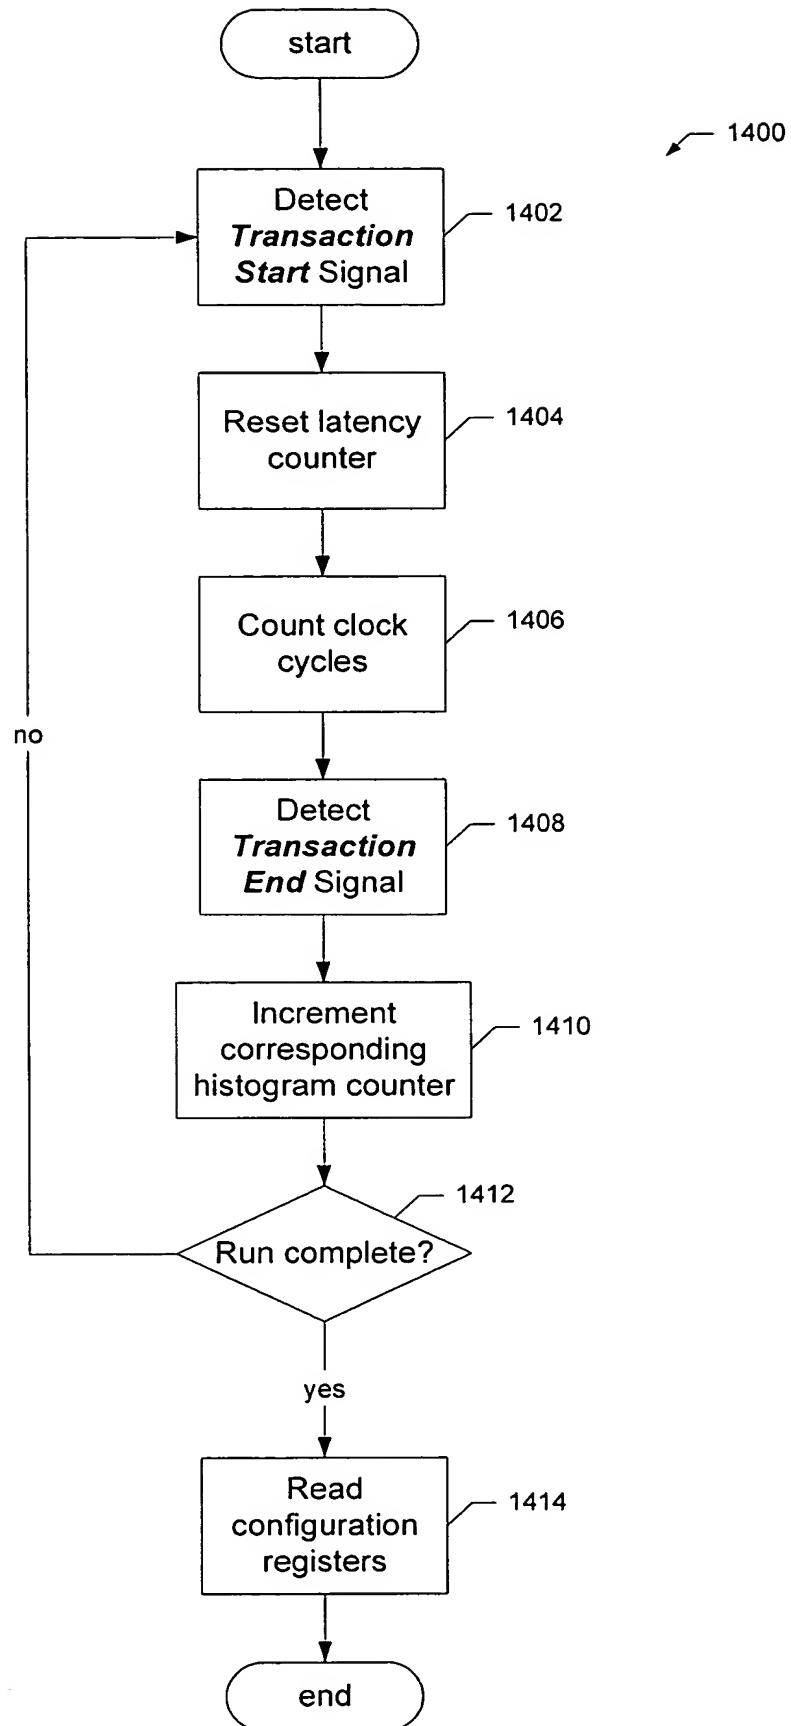 start
1400
Detect
Transaction
Start Signal
1402
Reset latency
counter
1404
Count clock
cycles
1406
Detect
Transaction
End Signal
1408
Increment
corresponding
histogram counter
1410
Run complete?
1412
no
yes
Read
configuration
registers
1414
end